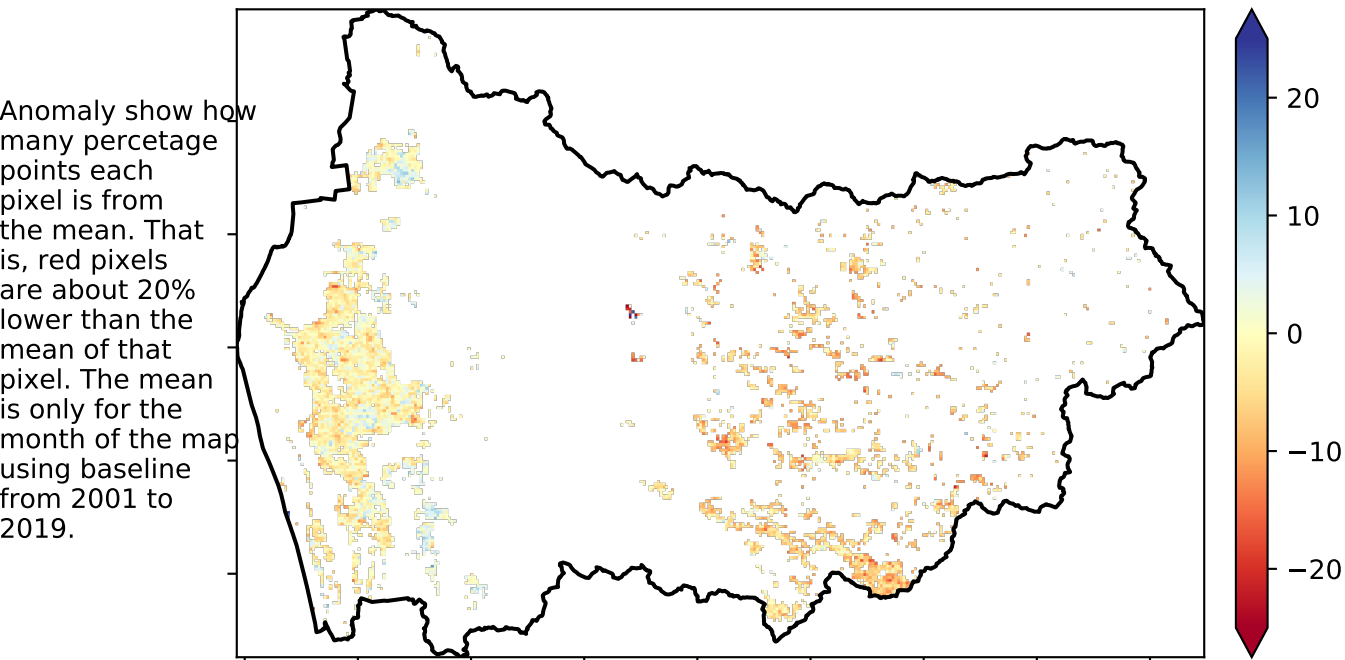 Anomaly show how
many percetage
points each
pixel is from
the mean. That
is, red pixels
are about 20%
lower than the
mean of that
pixel. The mean
is only for the
month of the map
using baseline
from 2001 to
2019.
20
10
0
−10
−20